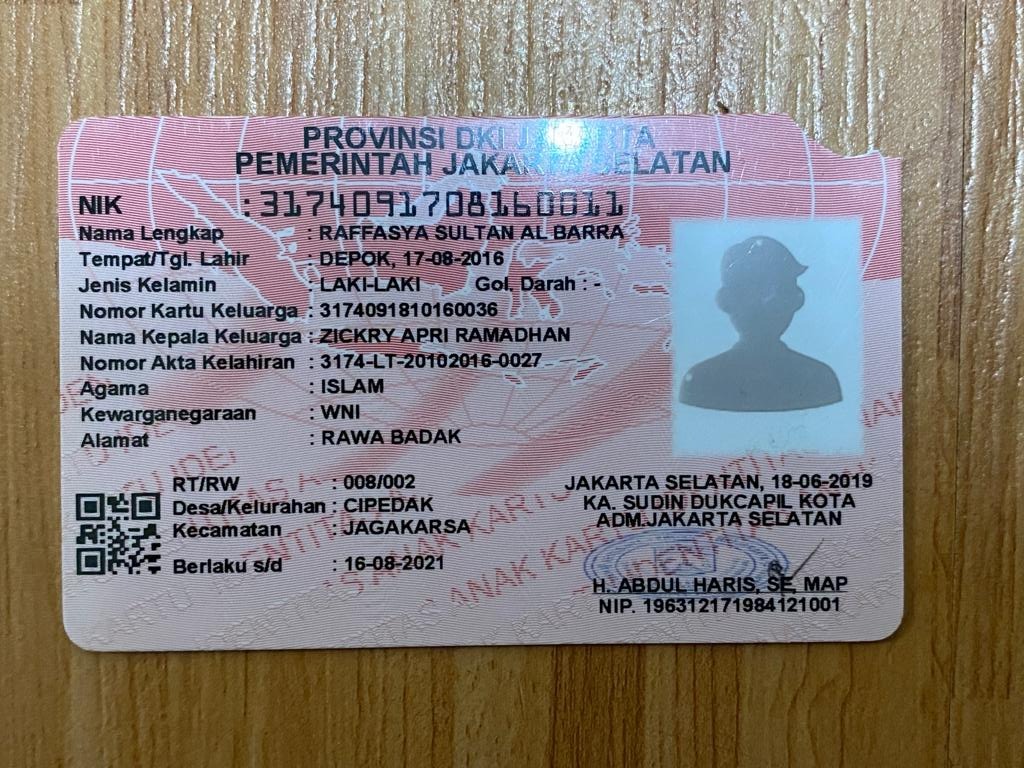 PROVINSI DKI JAKARTA
PEMERINTAH JAKARTA SELATAN
NIK : 3174091708160011
Nama Lengkap : RAFFASYA SULTAN AL BARRA
Tempat/Tgl. Lahir : DEPOK, 17-08-2016
Jenis Kelamin : LAKI-LAKI Gol. Darah : -
Nomor Kartu Keluarga : 3174091810160036
Nama Kepala Keluarga : ZICKRY APRI RAMADHAN
Nomor Akta Kelahiran : 3174-LT-20102016-0027
Agama : ISLAM
Kewarganegaraan : WNI
Alamat : RAWA BADAK
RT/RW : 008/002
Desa/Kelurahan : CIPEDAK
Kecamatan : JAGAKARSA
Berlaku s/d : 16-08-2021
JAKARTA SELATAN, 18-06-2019
KA. SUDIN DUKCAPIL KOTA
ADM.JAKARTA SELATAN
H. ABDUL HARIS, SE, MAP
NIP. 196312171984121001